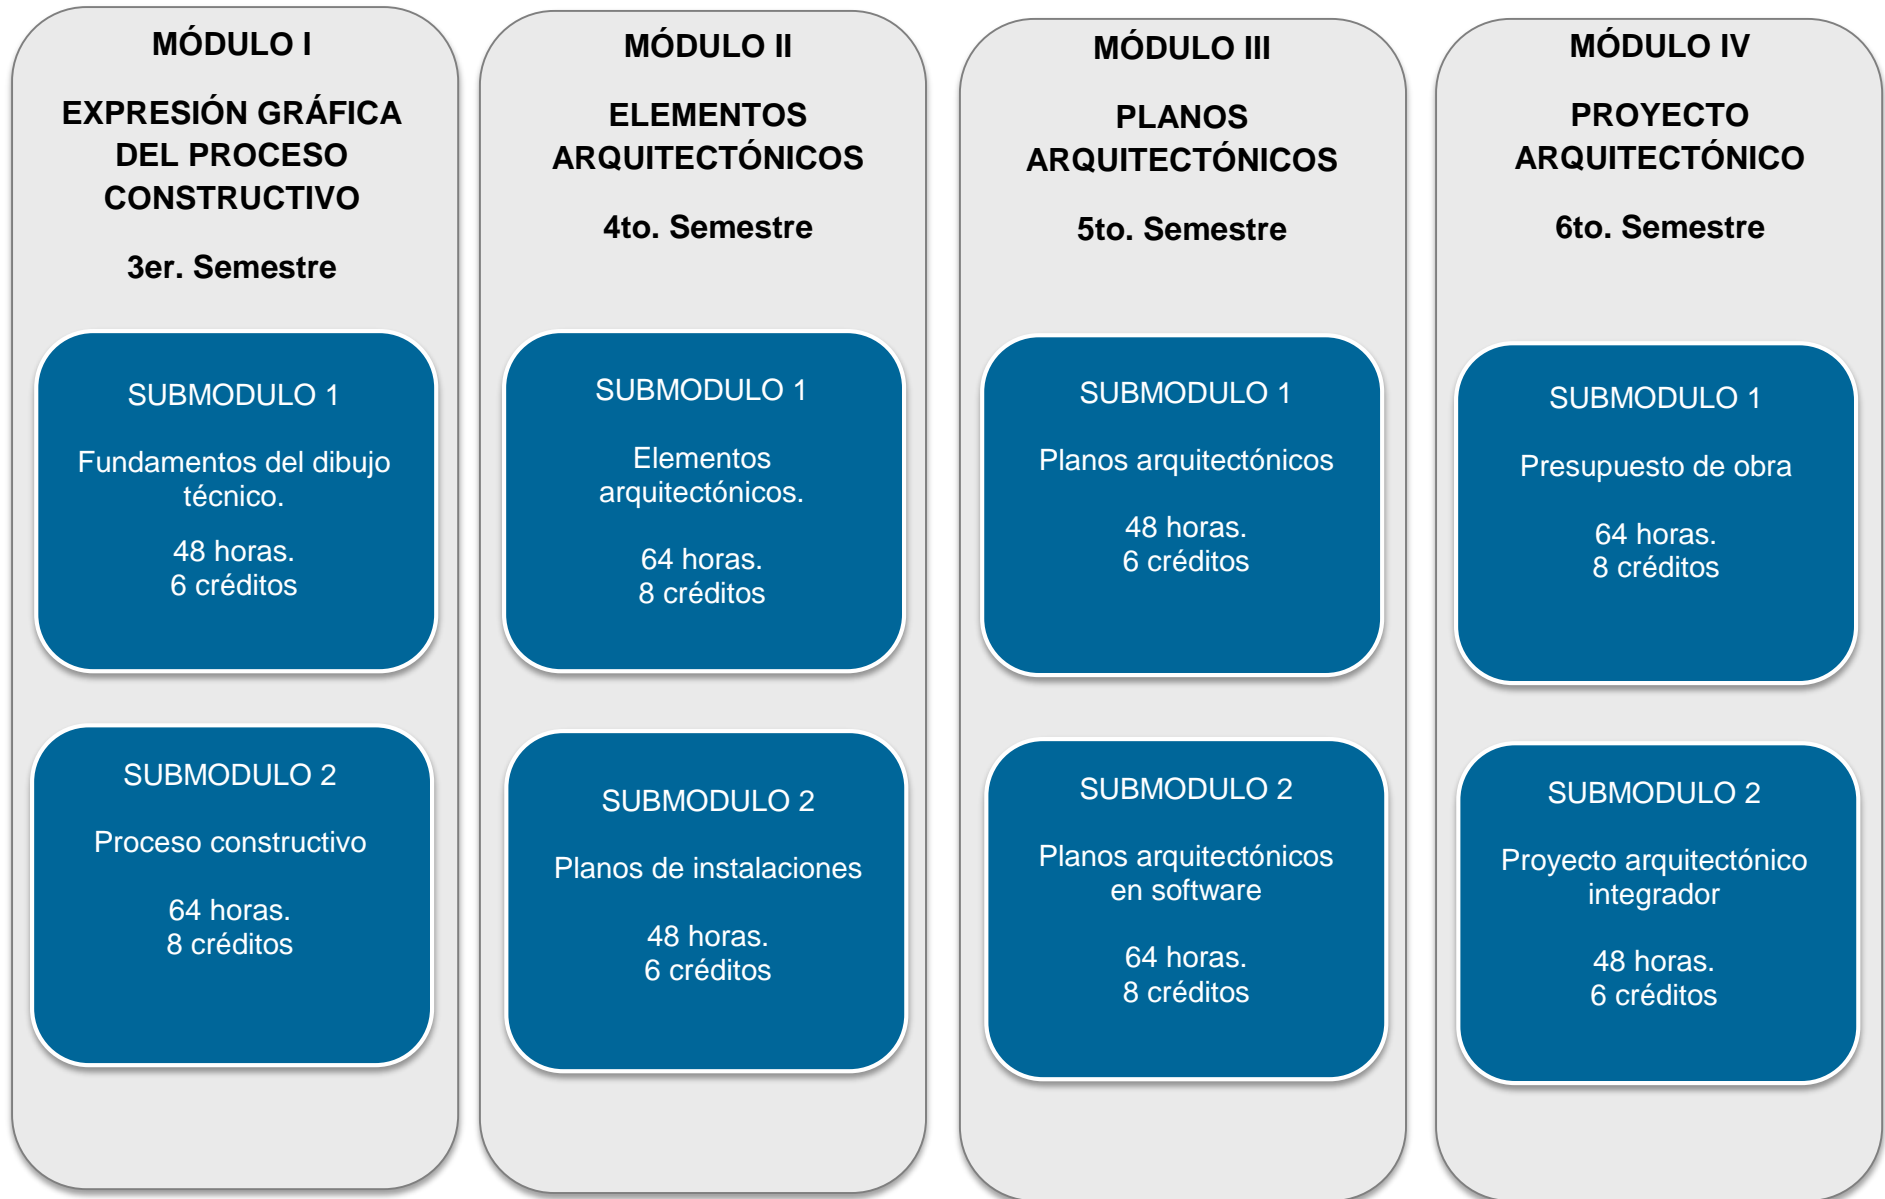 MÓDULO I
EXPRESIÓN GRÁFICA
DEL PROCESO
CONSTRUCTIVO
3er. Semestre
SUBMODULO 1
Fundamentos del dibujo
técnico.
48 horas.
6 créditos
SUBMODULO 2
Proceso constructivo
64 horas.
8 créditos
MÓDULO II
ELEMENTOS
ARQUITECTÓNICOS
4to. Semestre
SUBMODULO 1
Elementos
arquitectónicos.
64 horas.
8 créditos
SUBMODULO 2
Planos de instalaciones
48 horas.
6 créditos
MÓDULO III
PLANOS
ARQUITECTÓNICOS
5to. Semestre
SUBMODULO 1
Planos arquitectónicos
48 horas.
6 créditos
SUBMODULO 2
Planos arquitectónicos
en software
64 horas.
8 créditos
MÓDULO IV
PROYECTO
ARQUITECTÓNICO
6to. Semestre
SUBMODULO 1
Presupuesto de obra
64 horas.
8 créditos
SUBMODULO 2
Proyecto arquitectónico
integrador
48 horas.
6 créditos